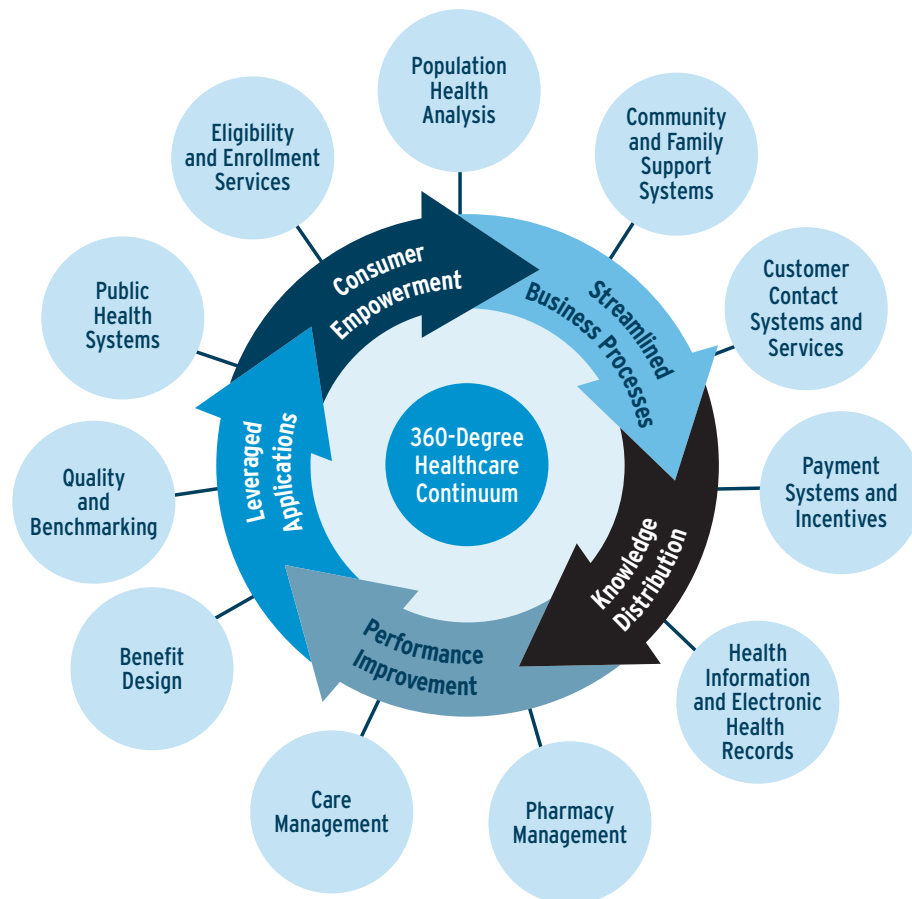 Population
Health
Analysis
Community
and Family
Support
Systems
Customer
Contact
Systems and
Services
Payment
Systems and
Incentives
Health
Information
and Electronic
Health
Records
Pharmacy
Management
Care
Management
Benefit
Design
Quality
and
Benchmarking
Public
Health
Systems
Eligibility
and Enrollment
Services
Consumer
Empowerment
Streamlined
Business Processes
Knowledge
Distribution
Performance
Improvement
Leveraged
Applications
360-Degree
Healthcare
Continuum